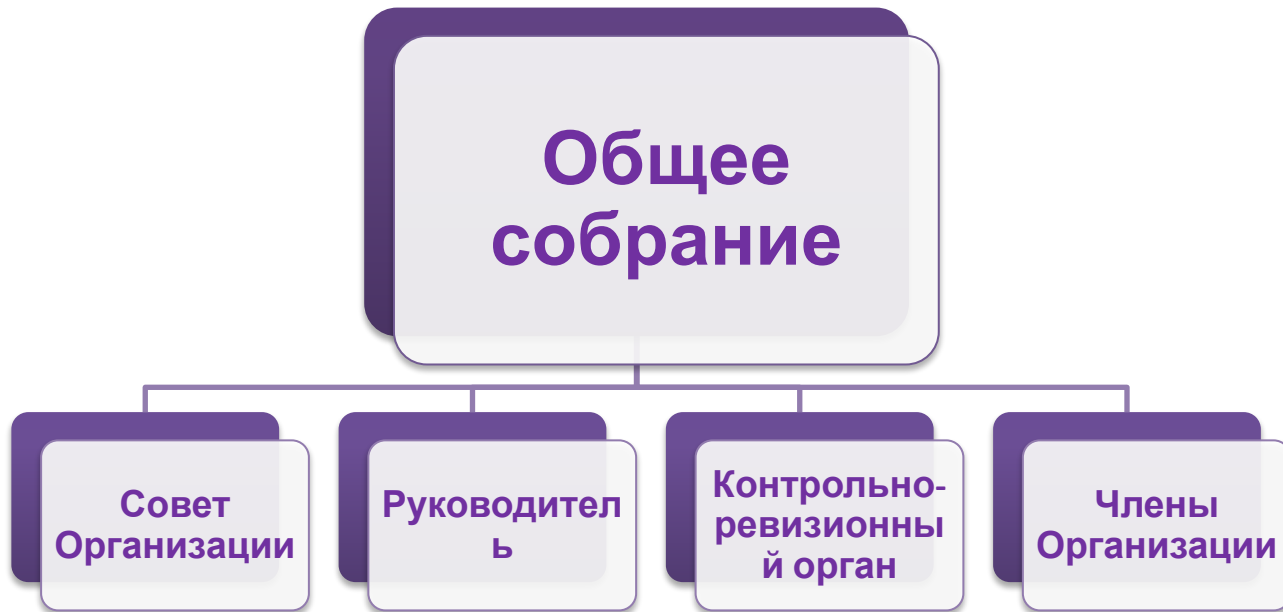 Общее
собрание
Совет
Организации
Руководител
ь
Контрольно-
ревизионны
й орган
Члены
Организации